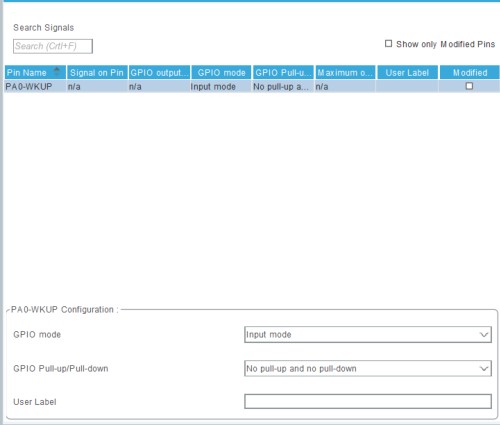 Search Signals
Search (Crtl+F)
Show only Modified Pins
Pin Name Signal on Pin GPIO output... GPIO mode GPIO Pull-u... Maximum o... User Label Modified
PA0-WKUP n/a n/a Input mode No pull-up a... n/a
PA0-WKUP Configuration :
GPIO mode Input mode
GPIO Pull-up/Pull-down No pull-up and no pull-down
User Label